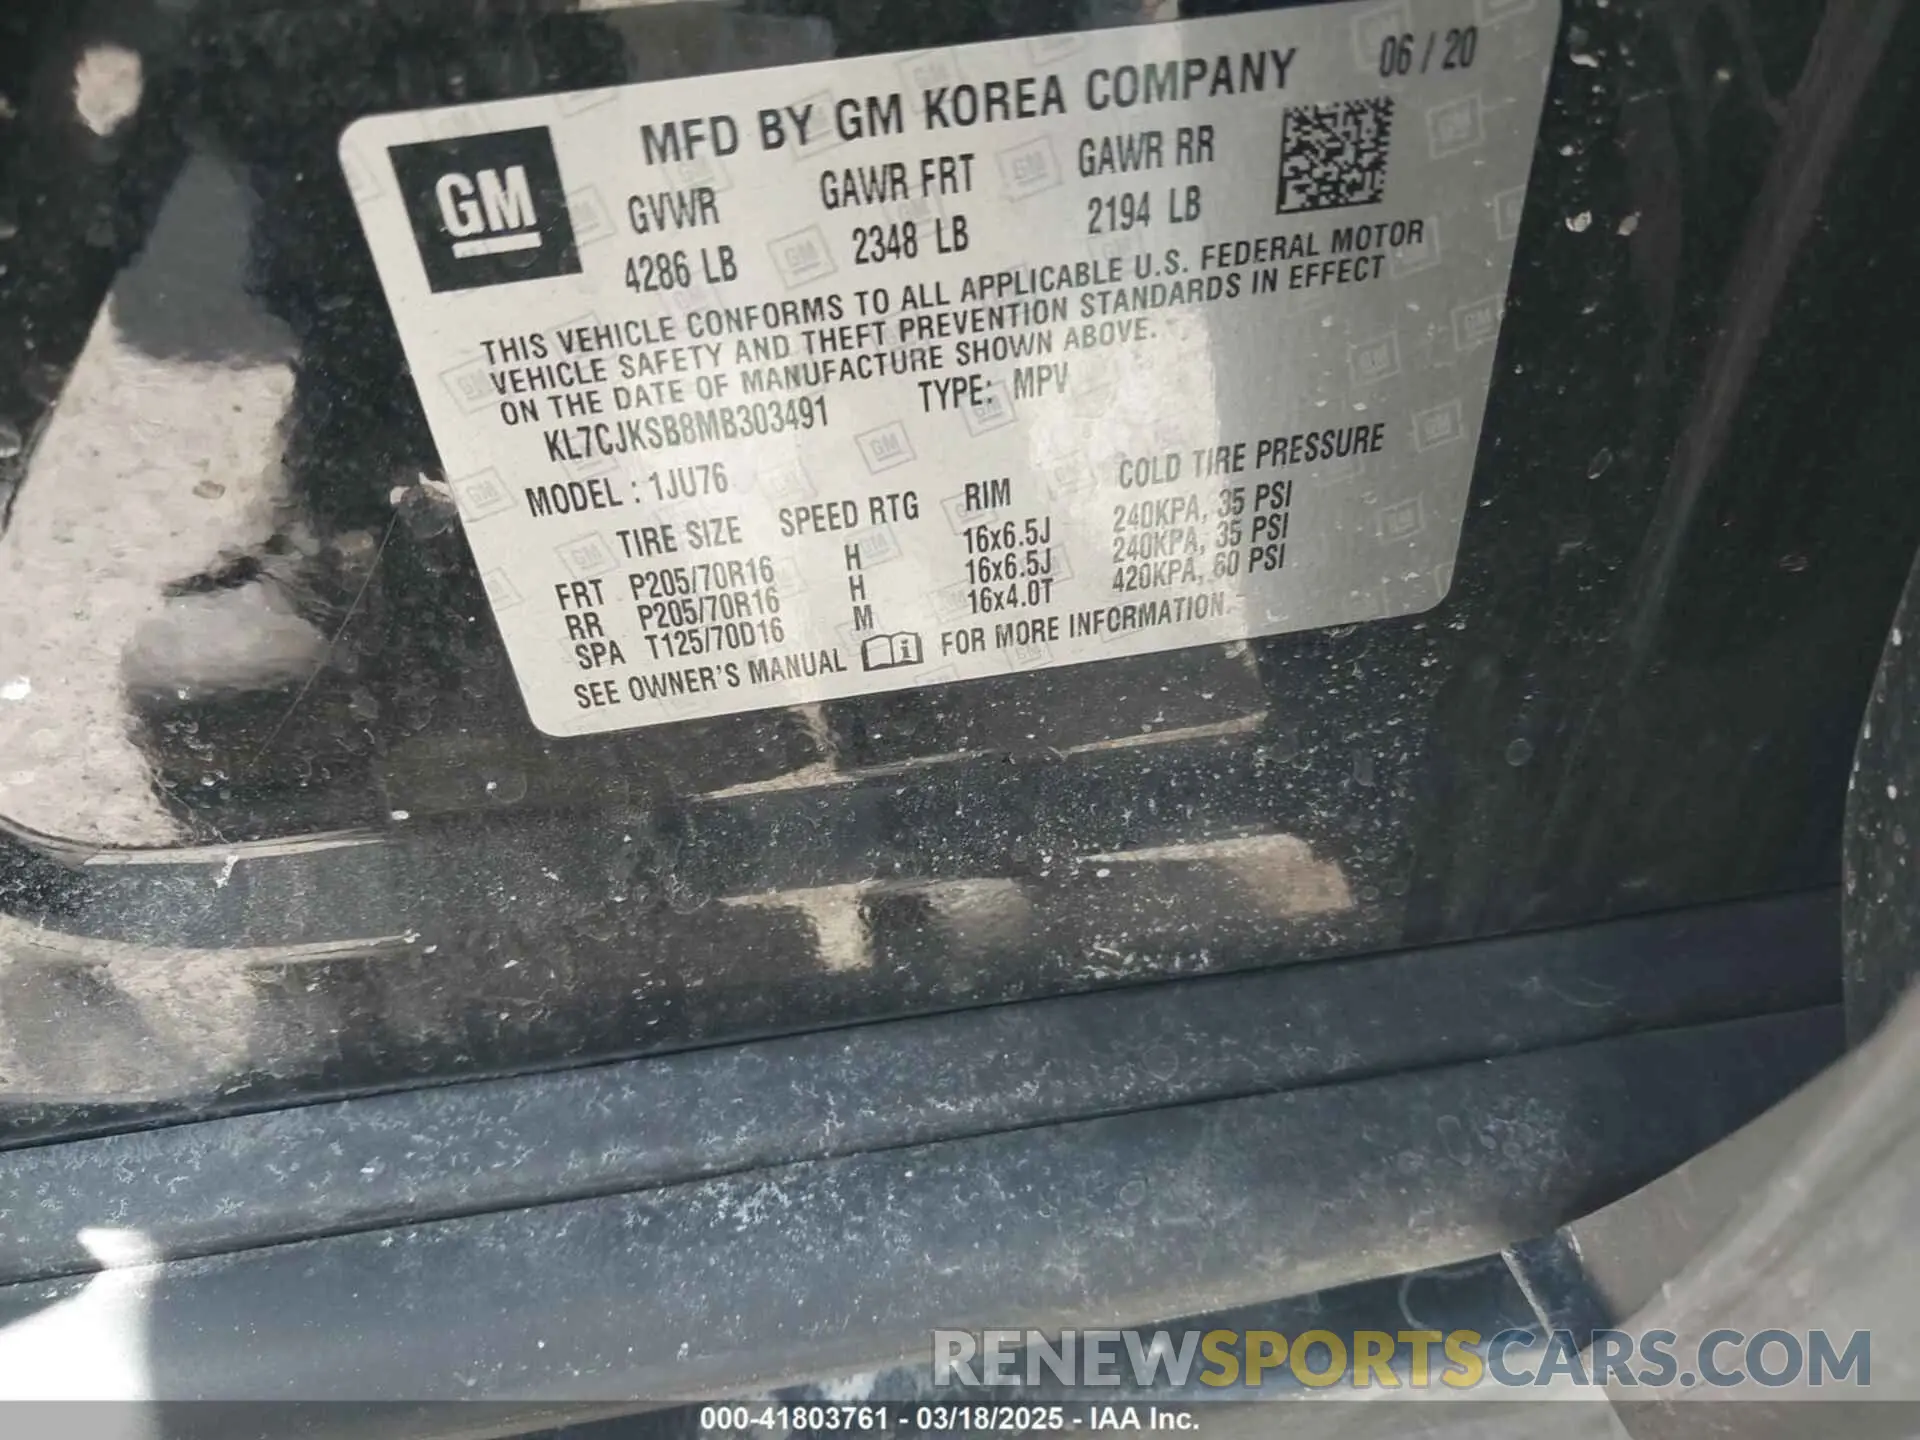 MFD BY GM KOREA COMPANY 06 / 20
GM
GVWR GAWR FRT GAWR RR
4286 LB 2348 LB 2194 LB
THIS VEHICLE CONFORMS TO ALL APPLICABLE U.S. FEDERAL MOTOR
VEHICLE SAFETY AND THEFT PREVENTION STANDARDS IN EFFECT
ON THE DATE OF MANUFACTURE SHOWN ABOVE.
KL7CJKSB8MB303491 TYPE: MPV
MODEL : 1JU76
TIRE SIZE SPEED RTG RIM COLD TIRE PRESSURE
FRT P205/70R16 H 16x6.5J 240KPA, 35 PSI
RR P205/70R16 H 16x6.5J 240KPA, 35 PSI
SPA T125/70D16 M 16x4.0T 420KPA, 60 PSI
SEE OWNER'S MANUAL FOR MORE INFORMATION.
RENEWSPORTSCARS.COM
000-41803761 - 03/18/2025 - IAA Inc.